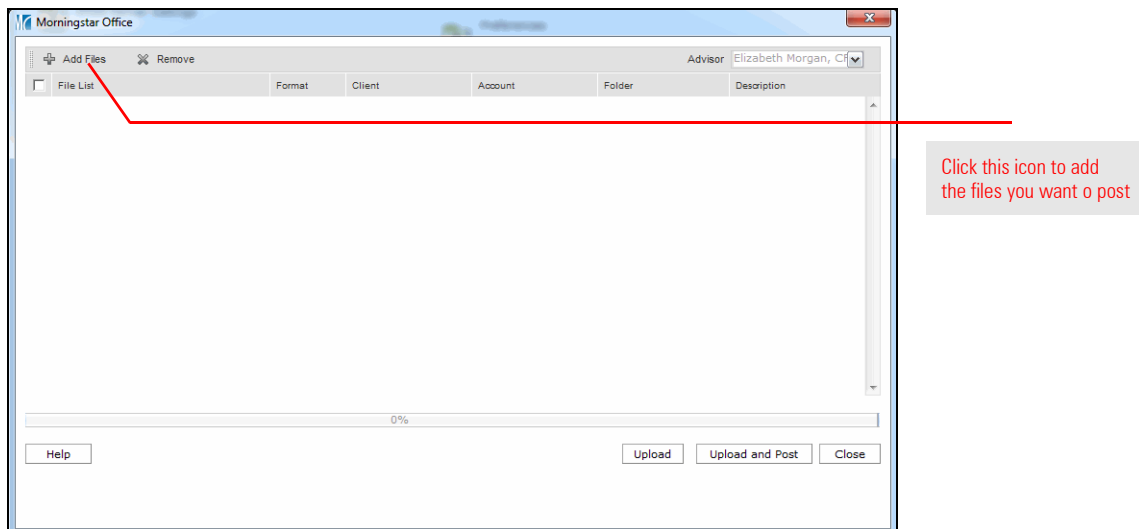 Morningstar Office
Preferences
Add Files Remove Advisor Elizabeth Morgan, CF
File List Format Client Account Folder Description
Click this icon to add
the files you want o post
0%
Help Upload Upload and Post Close